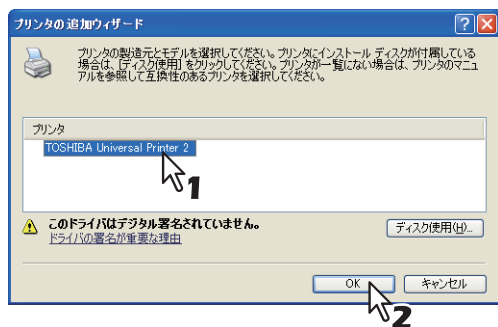 プリンタの追加ウィザード
プリンタの製造元とモデルを選択してください。プリンタにインストール ディスクが付属している
場合は、[ディスク使用] をクリックしてください。プリンタが一覧にない場合は、プリンタのマニュ
アルを参照して互換性のあるプリンタを選択してください。
プリンタ
TOSHIBA Universal Printer 2
1
このドライバはデジタル署名されていません。
ディスク使用(H)...
ドライバの署名が重要な理由
OK
キャンセル
2